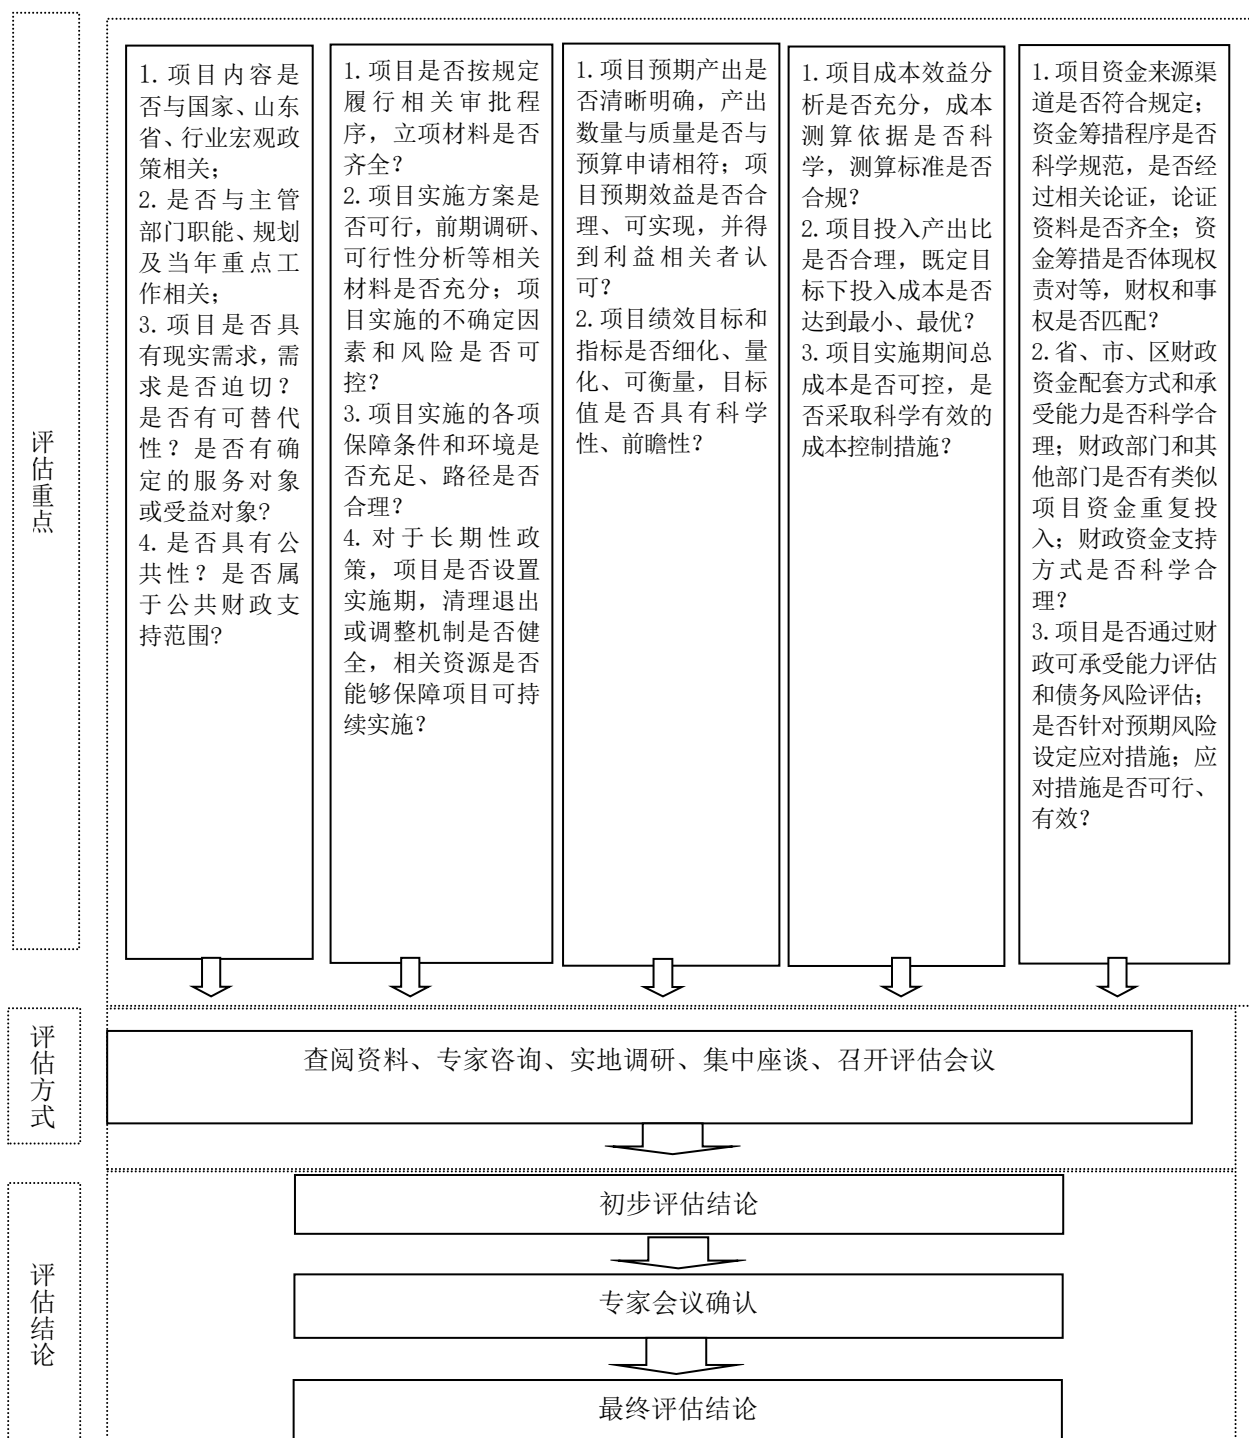 评估重点
1.项目内容是
否与国家、山东
省、行业宏观政
策相关；
2.是否与主管
部门职能、规划
及当年重点工
作相关；
3.项目是否具
有现实需求，需
求是否迫切？
是否有可替代
性？是否有确
定的服务对象
或受益对象?
4.是否具有公
共性？是否属
于公共财政支
持范围?
1.项目是否按规定
履行相关审批程
序，立项材料是否
齐全？
2.项目实施方案是
否可行，前期调研、
可行性分析等相关
材料是否充分；项
目实施的不确定因
素和风险是否可
控？
3.项目实施的各项
保障条件和环境是
否充足、路径是否
合理？
4.对于长期性政
策，项目是否设置
实施期，清理退出
或调整机制是否健
全，相关资源是否
能够保障项目可持
续实施？
1.项目预期产出是
否清晰明确，产出
数量与质量是否与
预算申请相符；项
目预期效益是否合
理、可实现，并得
到利益相关者认
可？
2.项目绩效目标和
指标是否细化、量
化、可衡量，目标
值是否具有科学
性、前瞻性？
1.项目成本效益分
析是否充分，成本
测算依据是否科
学，测算标准是否
合规？
2.项目投入产出比
是否合理，既定目
标下投入成本是否
达到最小、最优？
3.项目实施期间总
成本是否可控，是
否采取科学有效的
成本控制措施？
1.项目资金来源渠
道是否符合规定；
资金筹措程序是否
科学规范，是否经
过相关论证，论证
资料是否齐全；资
金筹措是否体现权
责对等，财权和事
权是否匹配？
2.省、市、区财政
资金配套方式和承
受能力是否科学合
理；财政部门和其
他部门是否有类似
项目资金重复投
入；财政资金支持
方式是否科学合
理？
3.项目是否通过财
政可承受能力评估
和债务风险评估；
是否针对预期风险
设定应对措施；应
对措施是否可行、
有效？
评估方式
查阅资料、专家咨询、实地调研、集中座谈、召开评估会议
评估结论
初步评估结论
专家会议确认
最终评估结论